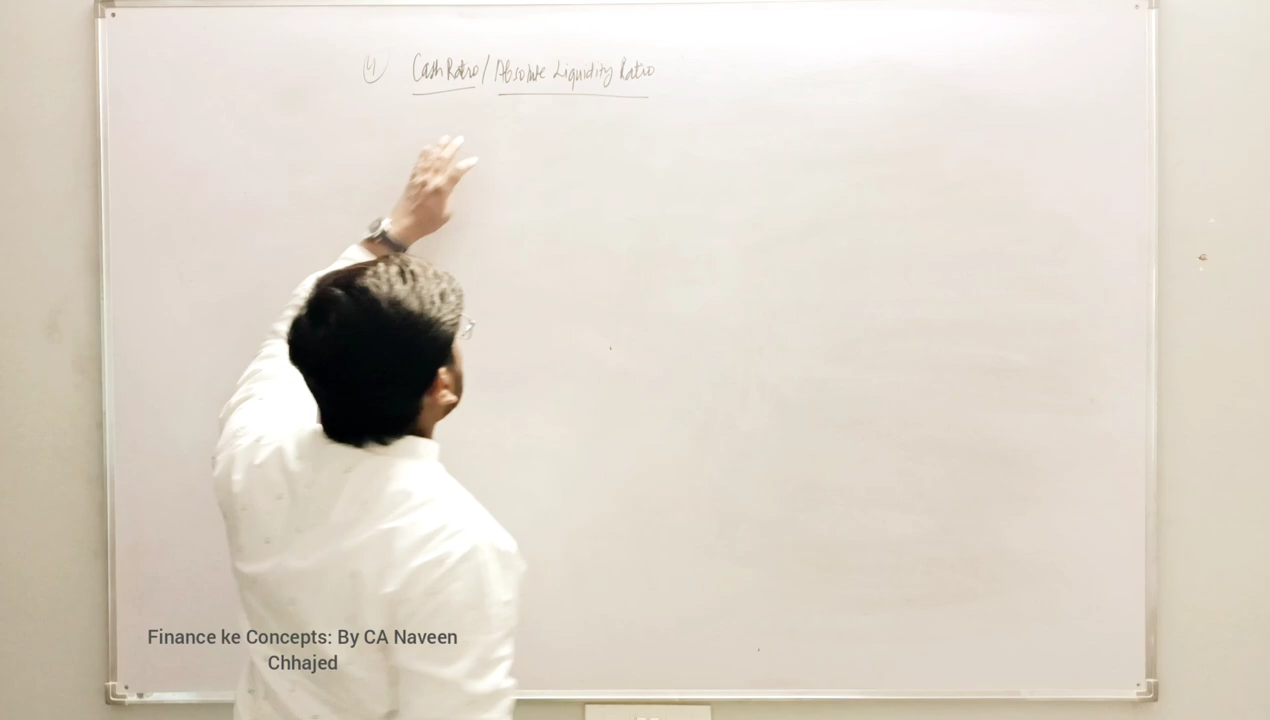 4 Cash Ratio / Absolute Liquidity Ratio
Finance ke Concepts: By CA Naveen
Chhajed